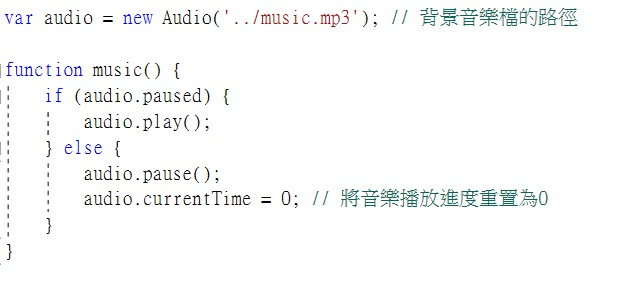 var audio = new Audio('../music.mp3'); // 背景音樂檔的路徑
function music() {
if (audio.paused) {
audio.play();
} else {
audio.pause();
audio.currentTime = 0; // 將音樂播放進度重置為0
}
}